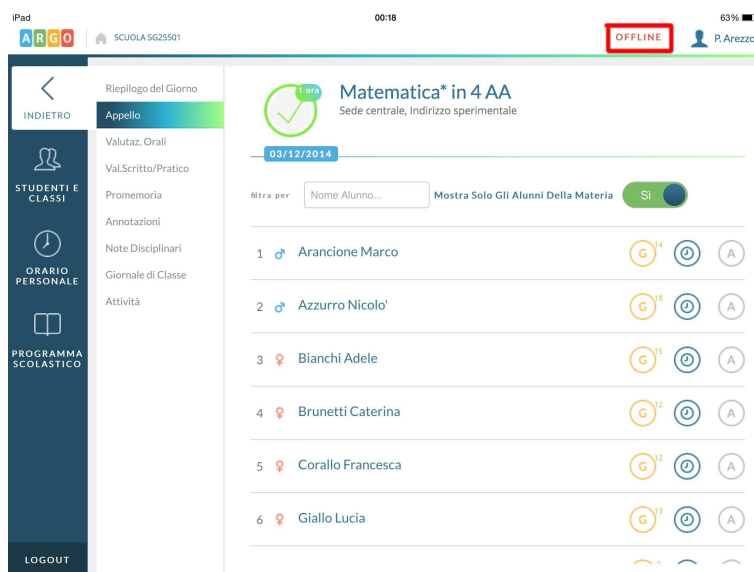 iPad 00:18 63%
ARGO SCUOLA SG25501 OFFLINE P. Arezzo
INDIETRO
STUDENTI E
CLASSI
ORARIO
PERSONALE
PROGRAMMA
SCOLASTICO
LOGOUT
Riepilogo del Giorno
Appello
Valutaz. Orali
Val.Scritto/Pratico
Promemoria
Annotazioni
Note Disciplinari
Giornale di Classe
Attività
1 ora
Matematica* in 4 AA
Sede centrale, Indirizzo sperimentale
03/12/2014
filtra per Nome Alunno... Mostra Solo Gli Alunni Della Materia Si
1 Arancione Marco G 14 A
2 Azzurro Nicolo' G 18 A
3 Bianchi Adele G 15 A
4 Brunetti Caterina G 12 A
5 Corallo Francesca G 12 A
6 Giallo Lucia G 13 A